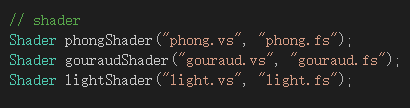 // shader
Shader phongShader("phong.vs", "phong.fs");
Shader gouraudShader("gouraud.vs", "gouraud.fs");
Shader lightShader("light.vs", "light.fs");